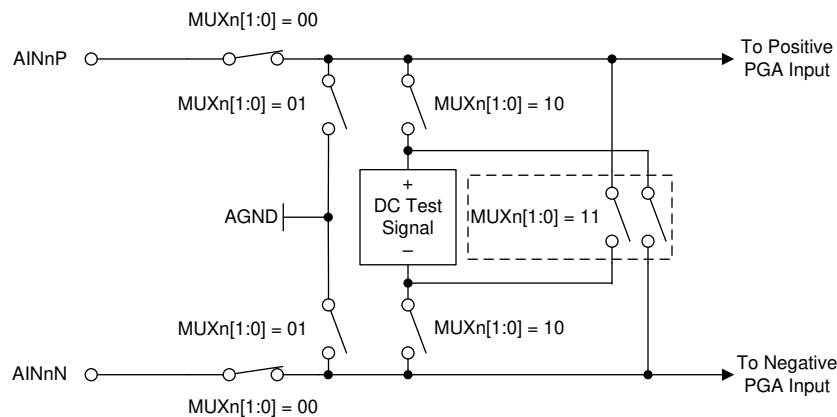 MUXn[1:0] = 00
AINnP
To Positive
PGA Input
MUXn[1:0] = 01
MUXn[1:0] = 10
+
DC Test
Signal
–
AGND
MUXn[1:0] = 11
MUXn[1:0] = 01
MUXn[1:0] = 10
AINnN
To Negative
PGA Input
MUXn[1:0] = 00